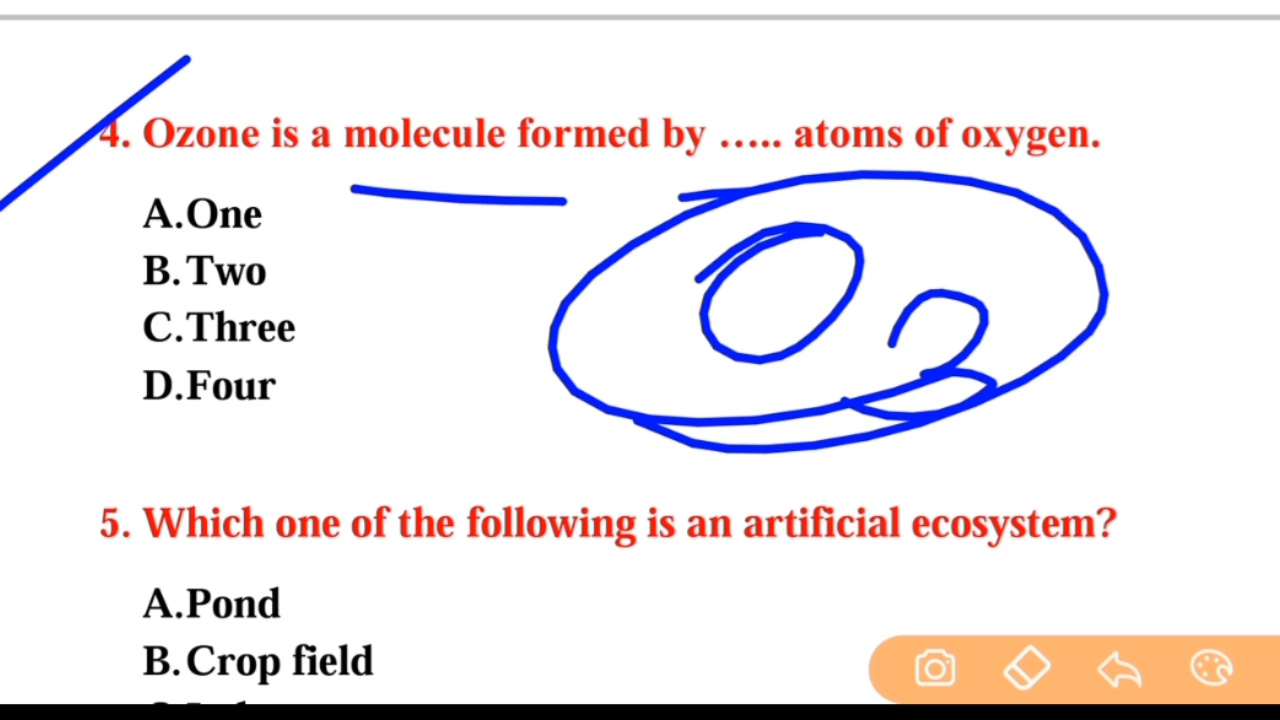 4. Ozone is a molecule formed by ..... atoms of oxygen.
A.One
B.Two
C.Three
D.Four
O3
5. Which one of the following is an artificial ecosystem?
A.Pond
B.Crop field